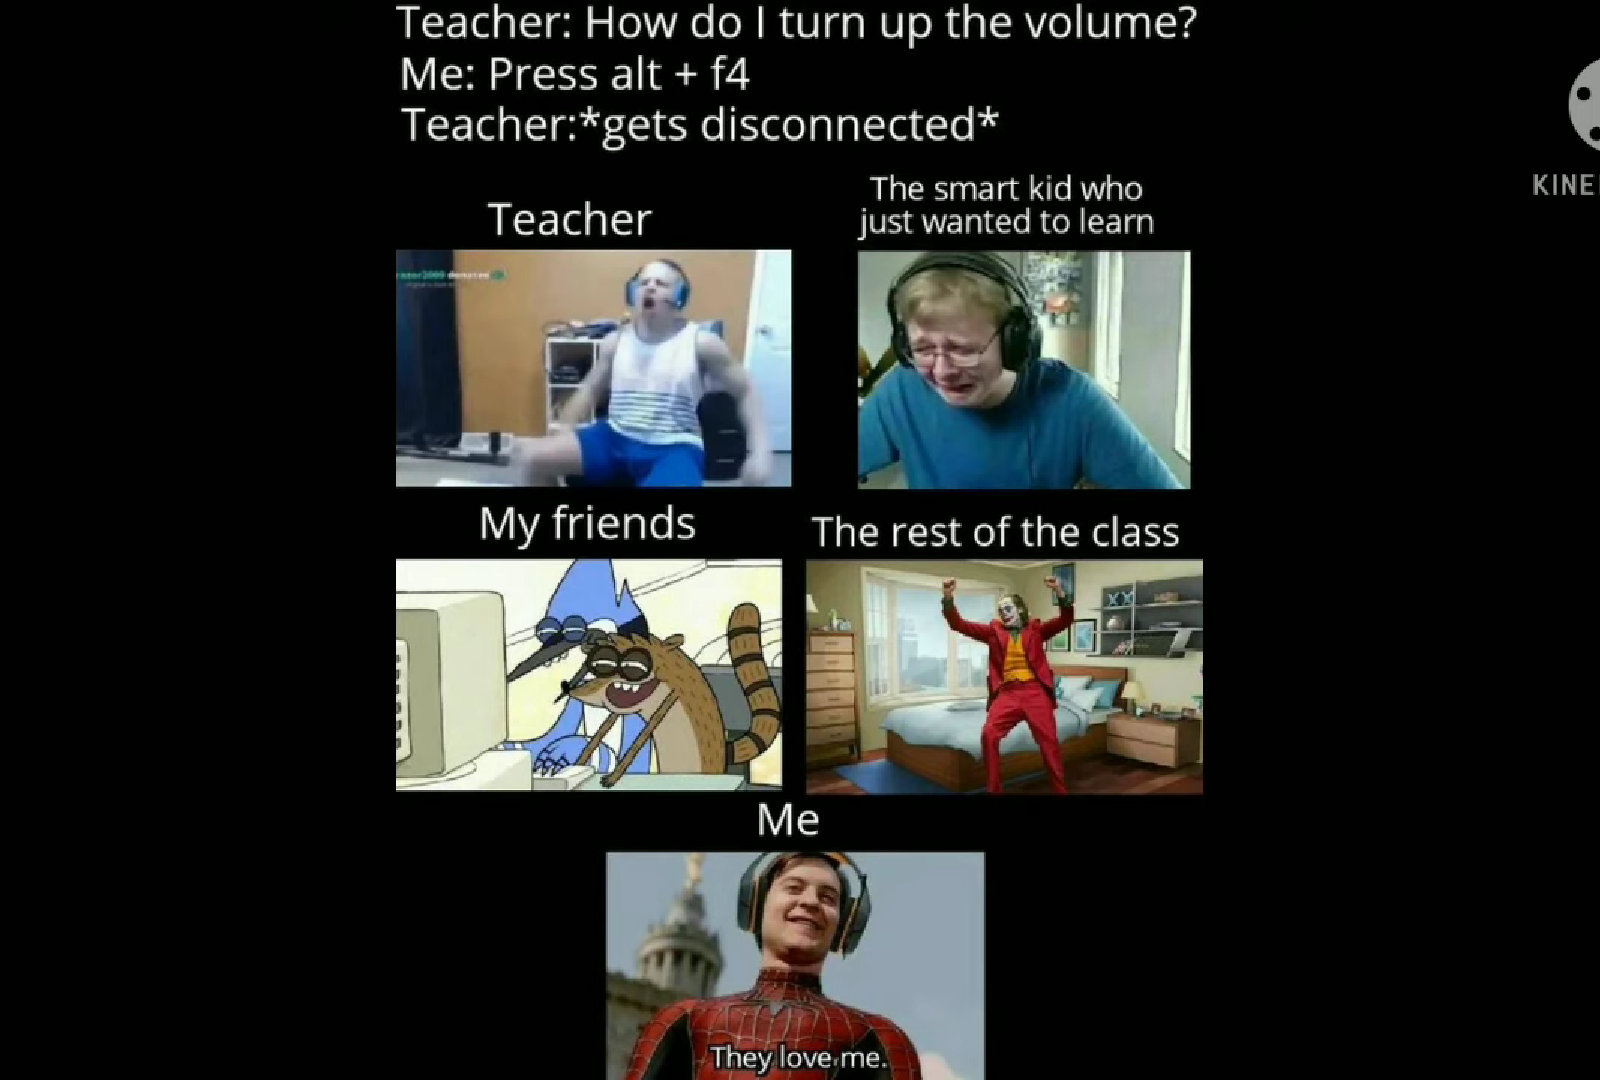 Teacher: How do I turn up the volume?
Me: Press alt + f4
Teacher:*gets disconnected*
KINE
Teacher
The smart kid who
just wanted to learn
donated
My friends
The rest of the class
Me
They love me.